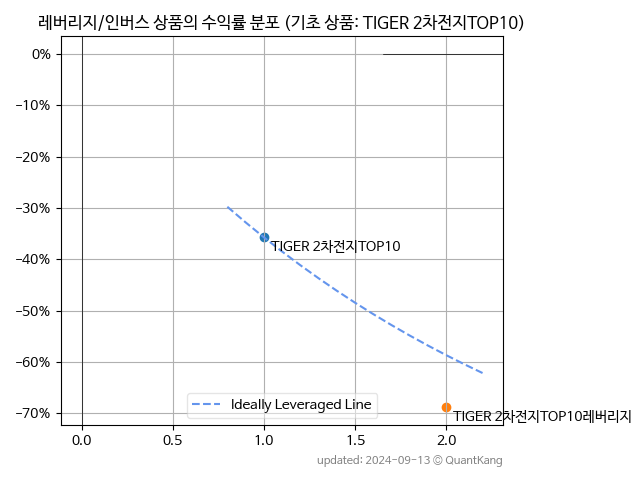 레버리지/인버스 상품의 수익률 분포 (기초 상품: TIGER 2차전지TOP10)
0%
−10%
−20%
−30%
−40%
−50%
−60%
−70%
TIGER 2차전지TOP10
TIGER 2차전지TOP10레버리지
Ideally Leveraged Line
0.0 0.5 1.0 1.5 2.0
updated: 2024-09-13 © QuantKang